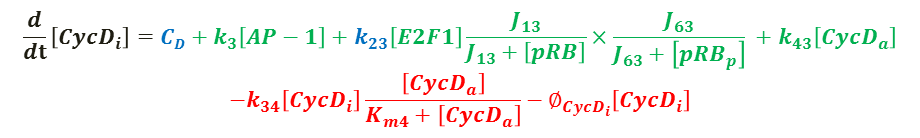 d/dt [CycD_i] = C_D + k_3[AP − 1] + k_23[E2F1] J_13/(J_13 + [pRB]) × J_63/(J_63 + [pRB_p]) + k_43[CycD_a]
−k_34[CycD_i] [CycD_a]/(K_m4 + [CycD_a]) − ∅_CycD_i[CycD_i]